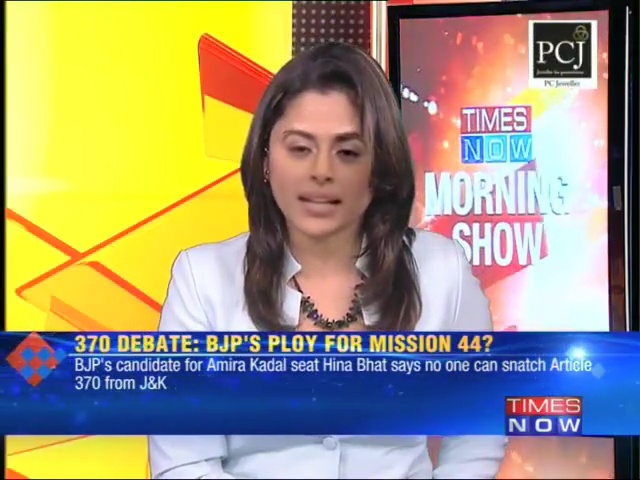 PCJ
Jeweller for generations
PC Jeweller
TIMES
NOW
MORNING
SHOW
370 DEBATE: BJP'S PLOY FOR MISSION 44?
BJP's candidate for Amira Kadal seat Hina Bhat says no one can snatch Article
370 from J&K
TIMES
NOW